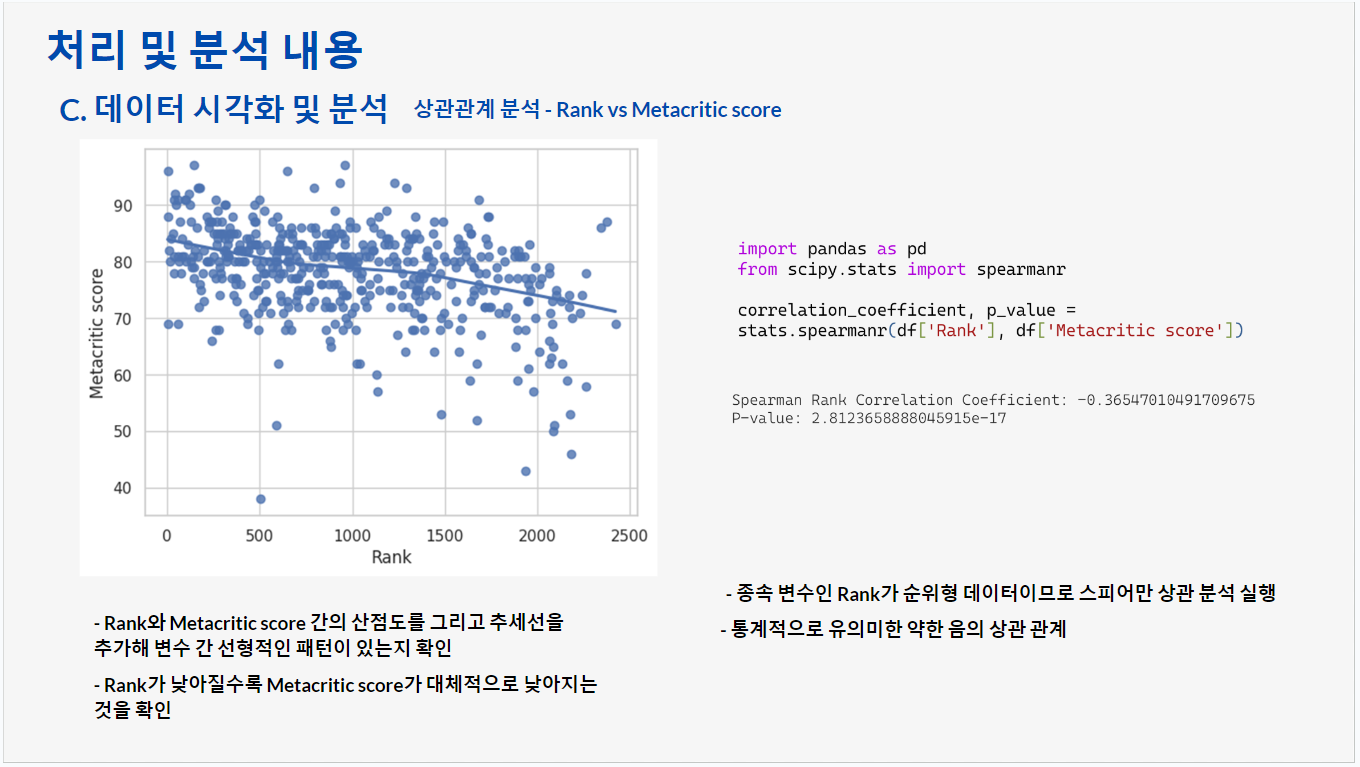 처리 및 분석 내용
C. 데이터 시각화 및 분석 상관관계 분석 - Rank vs Metacritic score
90
80
70
60
50
40
Metacritic score
0 500 1000 1500 2000 2500
Rank
- Rank와 Metacritic score 간의 산점도를 그리고 추세선을
추가해 변수 간 선형적인 패턴이 있는지 확인
- Rank가 낮아질수록 Metacritic score가 대체적으로 낮아지는
것을 확인
import pandas as pd
from scipy.stats import spearmanr
correlation_coefficient, p_value =
stats.spearmanr(df['Rank'], df['Metacritic score'])
Spearman Rank Correlation Coefficient: -0.36547010491709675
P-value: 2.8123658888045915e-17
- 종속 변수인 Rank가 순위형 데이터이므로 스피어만 상관 분석 실행
- 통계적으로 유의미한 약한 음의 상관 관계